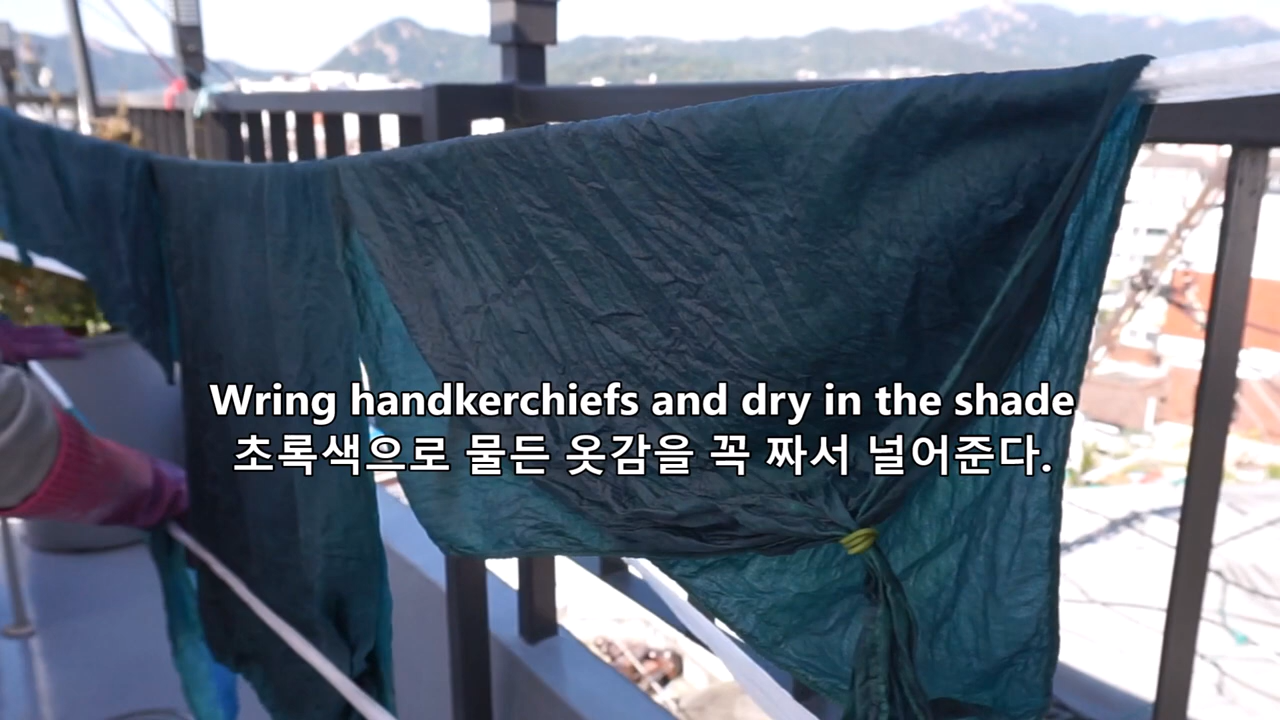 Wring handkerchiefs and dry in the shade
초록색으로 물든 옷감을 꼭 짜서 널어준다.